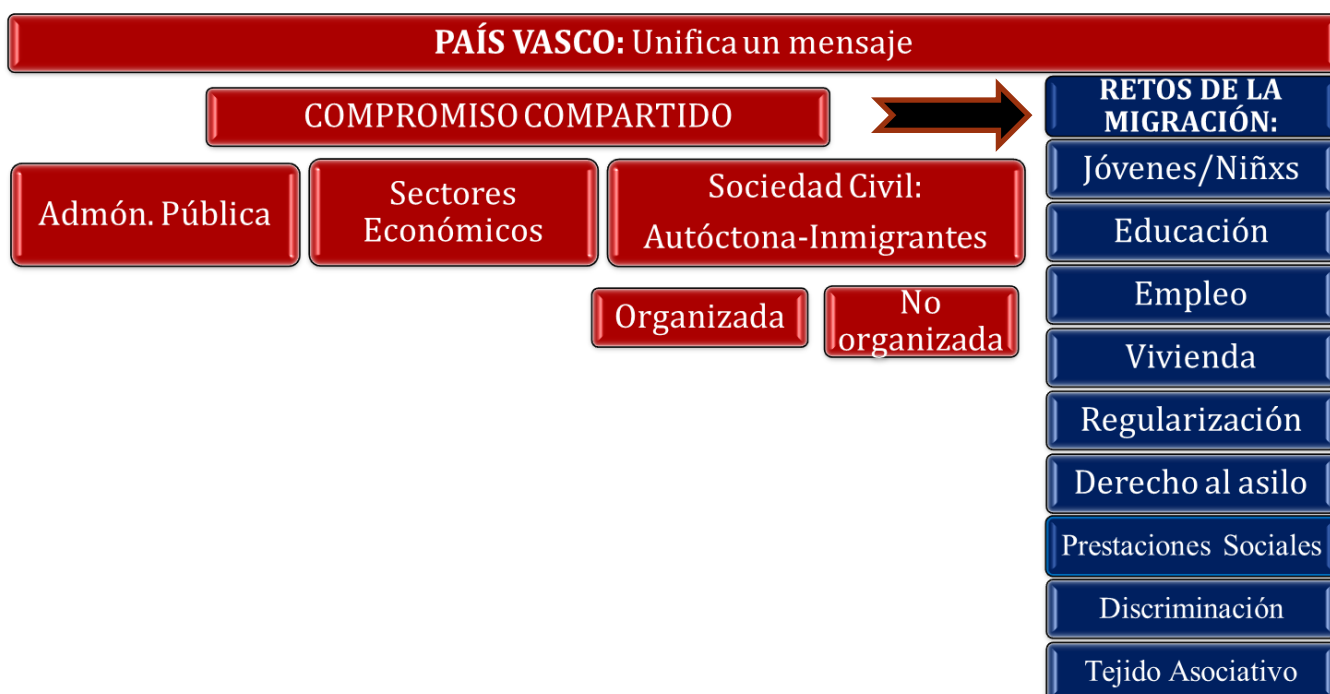 PAÍS VASCO: Unifica un mensaje
COMPROMISO COMPARTIDO
Admón. Pública
Sectores
Económicos
Sociedad Civil:
Autóctona-Inmigrantes
Organizada
No
organizada
RETOS DE LA
MIGRACIÓN:
Jóvenes/Niñxs
Educación
Empleo
Vivienda
Regularización
Derecho al asilo
Prestaciones Sociales
Discriminación
Tejido Asociativo